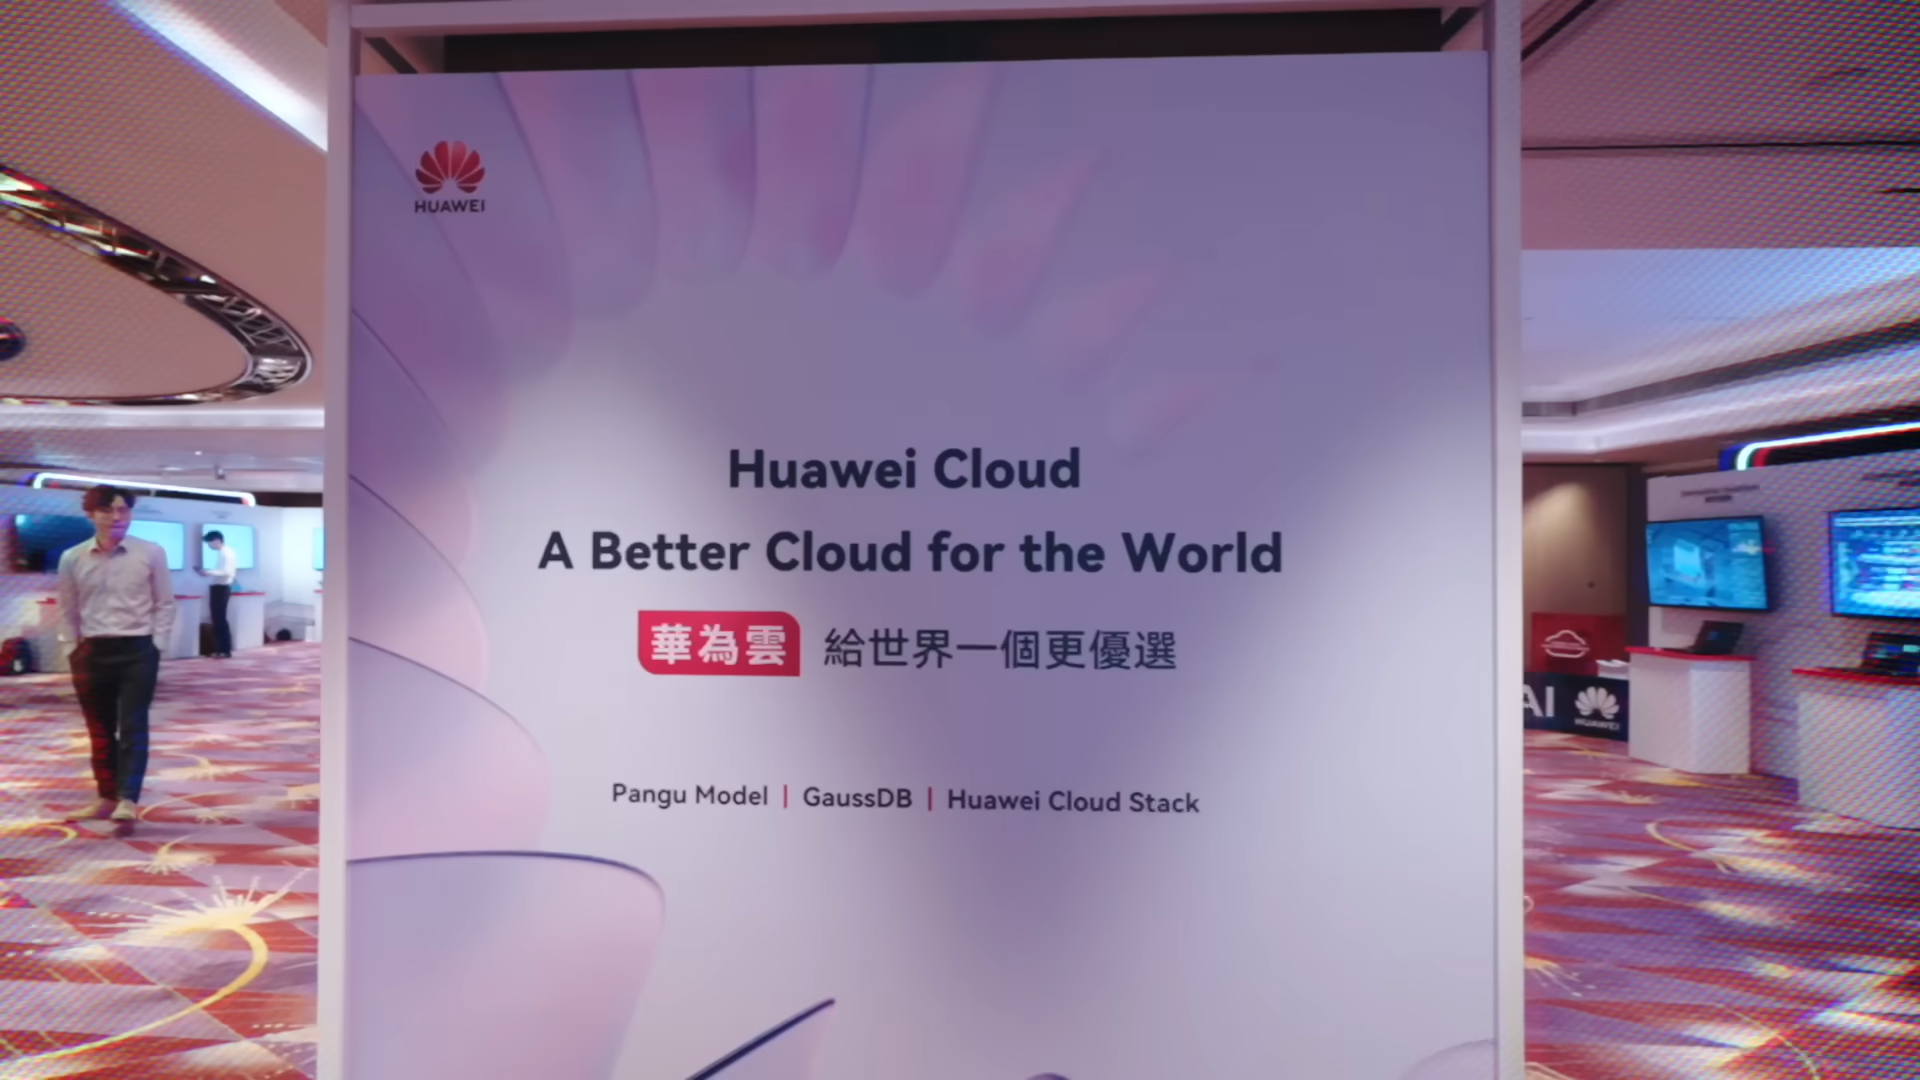 HUAWEI
Huawei Cloud
A Better Cloud for the World
華為雲 給世界一個更優選
Pangu Model | GaussDB | Huawei Cloud Stack
AI HUAWEI